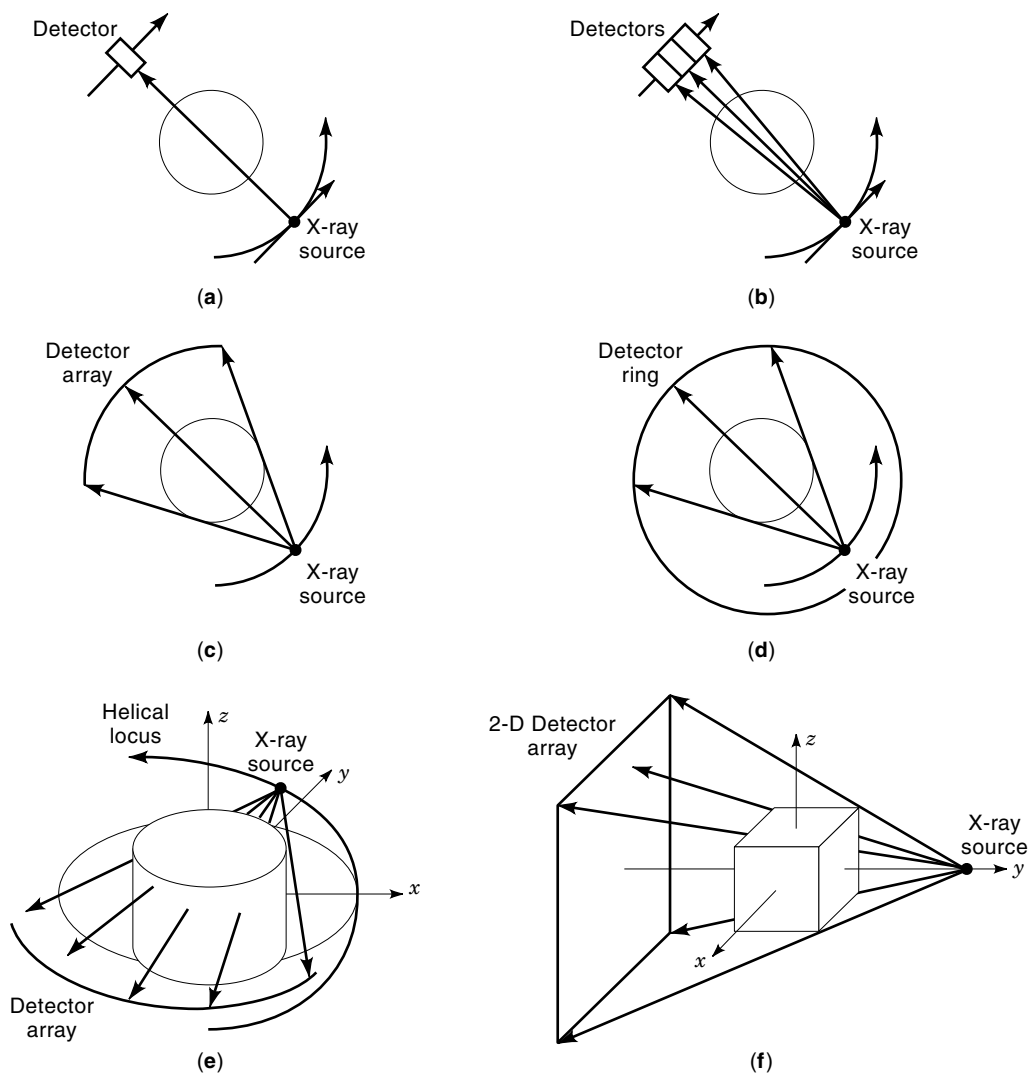 Detector
X-ray
source
(a)
Detectors
X-ray
source
(b)
Detector
array
X-ray
source
(c)
Detector
ring
X-ray
source
(d)
Helical
locus
z
X-ray
source
y
x
Detector
array
(e)
2-D Detector
array
z
X-ray
source
y
x
(f)